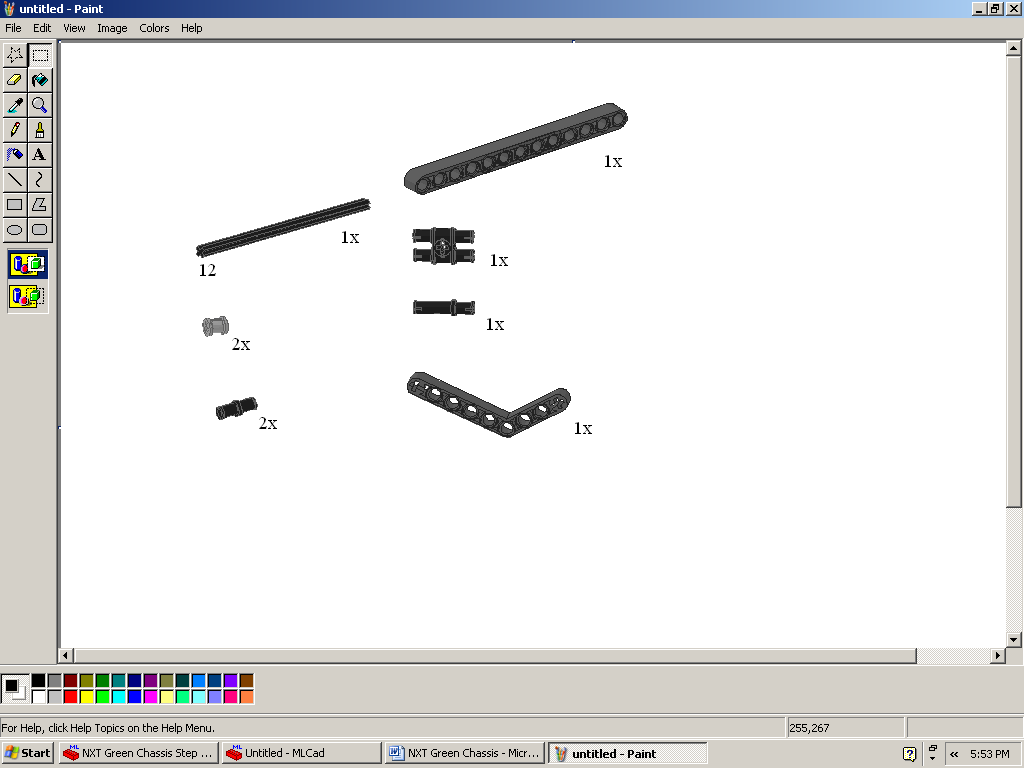 untitled - Paint
File Edit View Image Colors Help
A
1x
1x
12
1x
1x
2x
2x
1x
For Help, click Help Topics on the Help Menu.
255,267
Start
ML
NXT Green Chassis Step ...
ML
Untitled - MLCad
NXT Green Chassis - Micr...
untitled - Paint
5:53 PM